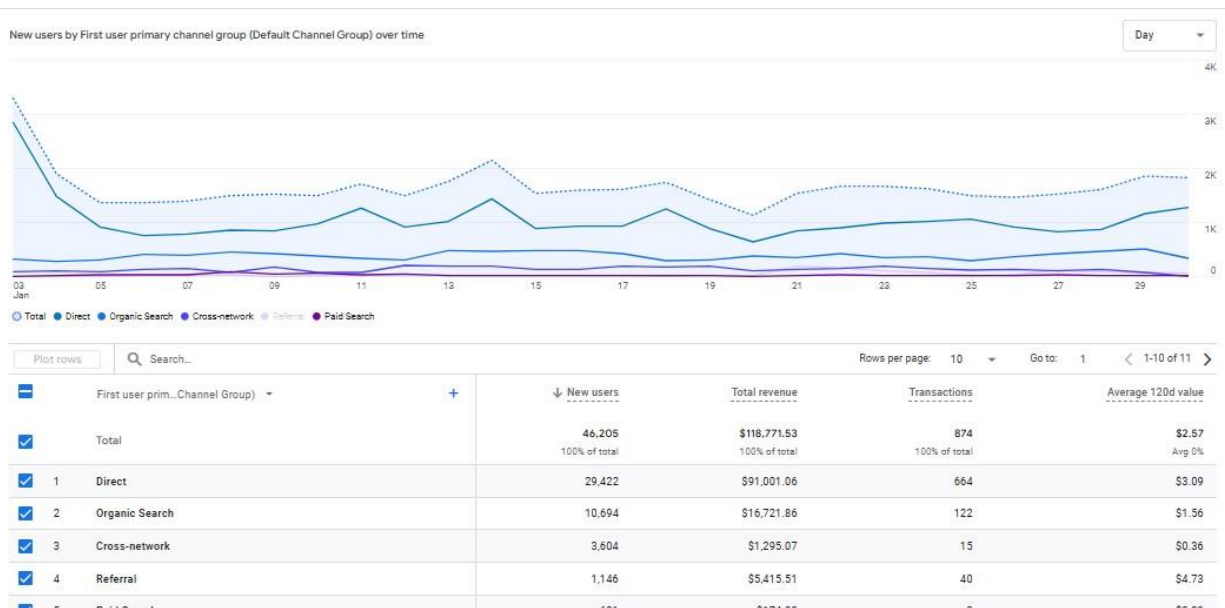 New users by First user primary channel group (Default Channel Group) over time
Day
4K
3K
2K
1K
0
03 05 07 09 11 13 15 17 19 21 23 25 27 29
Jan
Total Direct Organic Search Cross-network Referral Paid Search
Plot rows Search... Rows per page: 10 Go to: 1 1-10 of 11
First user prim...Channel Group) + New users Total revenue Transactions Average 120d value
Total 46,205 $118,771.53 874 $2.57
100% of total 100% of total 100% of total Avg 0%
1 Direct 29,422 $91,001.06 664 $3.09
2 Organic Search 10,694 $16,721.86 122 $1.56
3 Cross-network 3,604 $1,295.07 15 $0.36
4 Referral 1,146 $5,415.51 40 $4.73